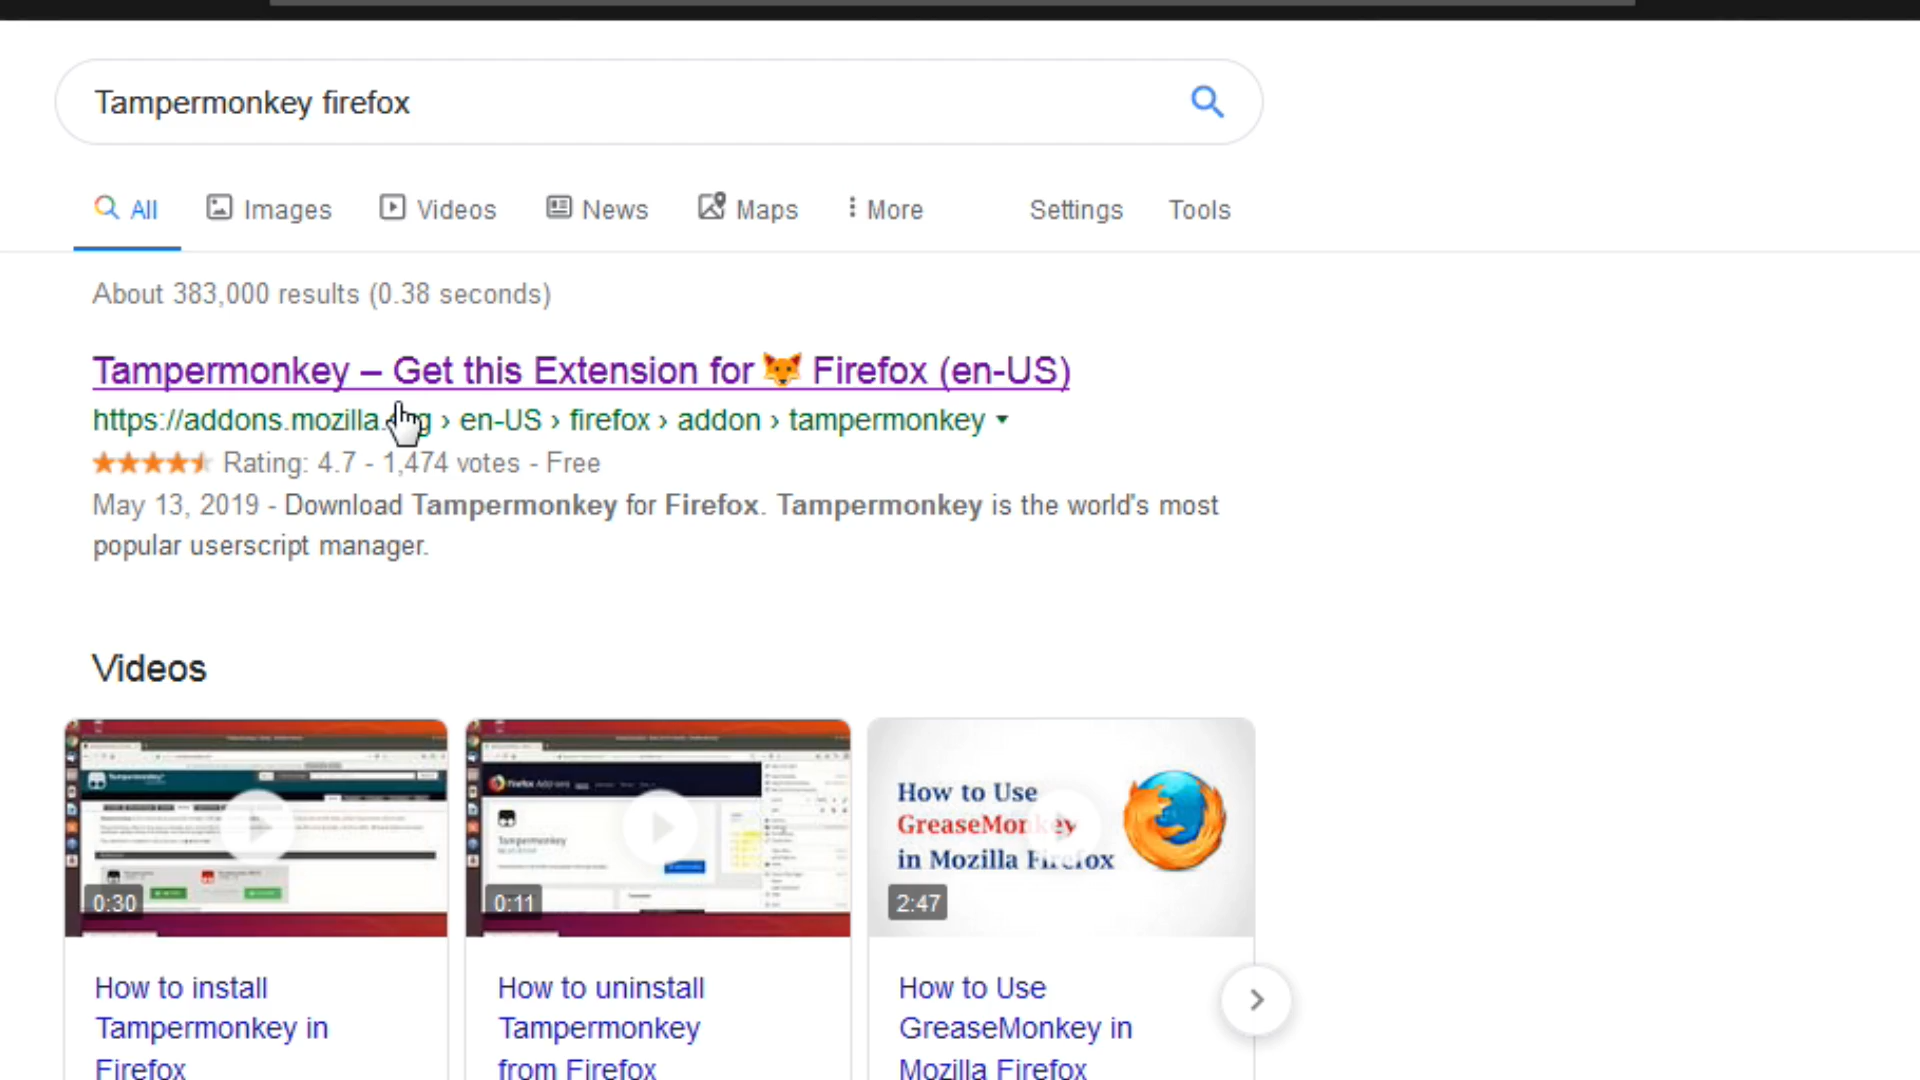 Tampermonkey firefox
All Images Videos News Maps More Settings Tools
About 383,000 results (0.38 seconds)
Tampermonkey – Get this Extension for 🦊 Firefox (en-US)
https://addons.mozilla. g › en-US › firefox › addon › tampermonkey
Rating: 4.7 - 1,474 votes - Free
May 13, 2019 - Download Tampermonkey for Firefox. Tampermonkey is the world's most
popular userscript manager.
Videos
Firefox Add-ons
Tampermonkey
How to Use
GreaseMonkey
in Mozilla Firefox
0:30
0:11
2:47
How to install
Tampermonkey in
Firefox
How to uninstall
Tampermonkey
from Firefox
How to Use
GreaseMonkey in
Mozilla Firefox